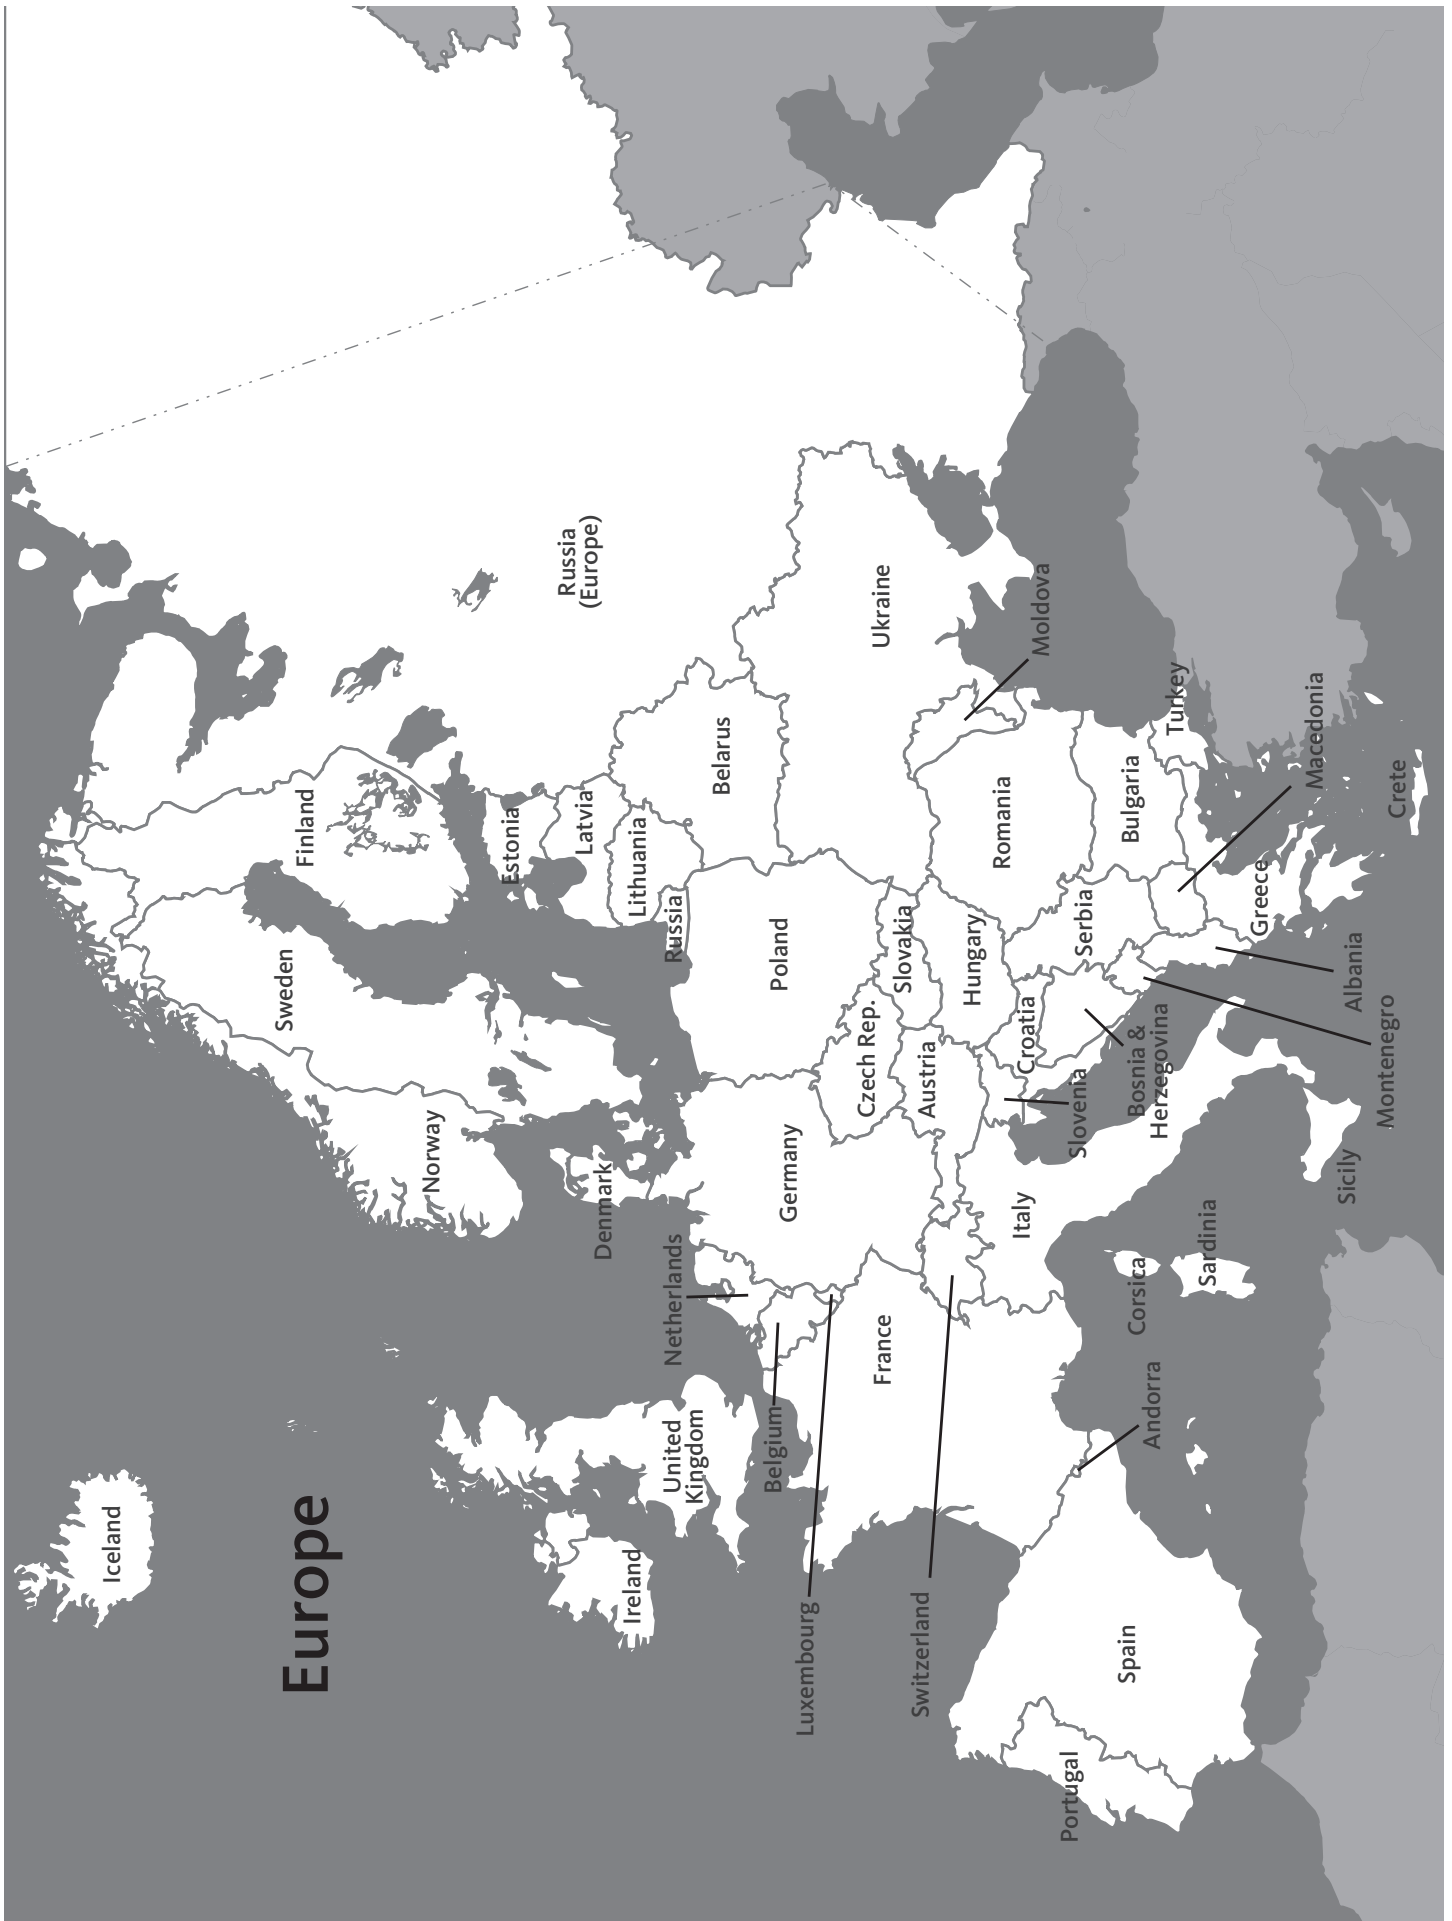 Europe
Iceland
Norway
Sweden
Finland
Russia
(Europe)
Estonia
Latvia
Lithuania
Russia
Belarus
Denmark
Ireland
United
Kingdom
Netherlands
Belgium
Luxembourg
Germany
Poland
Czech Rep.
Slovakia
Ukraine
Moldova
France
Switzerland
Austria
Hungary
Romania
Slovenia
Croatia
Bosnia &
Herzegovina
Serbia
Montenegro
Albania
Macedonia
Bulgaria
Turkey
Greece
Crete
Italy
Sicily
Sardinia
Corsica
Andorra
Spain
Portugal